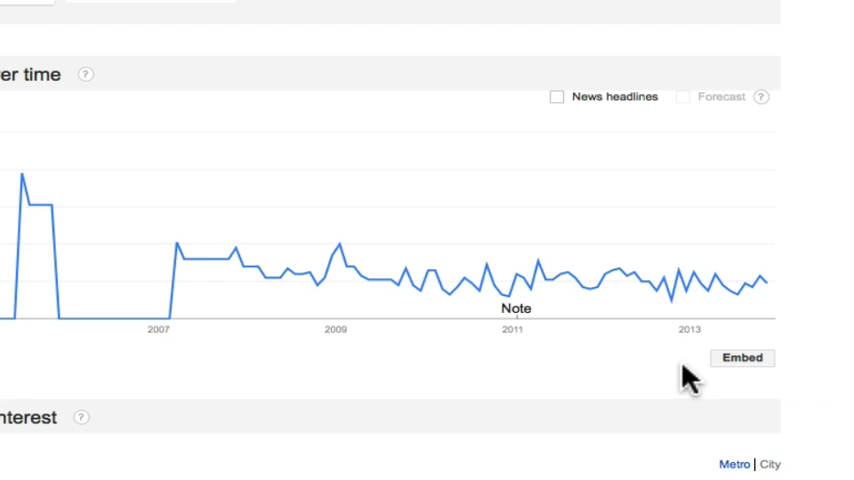 er time ?
News headlines Forecast ?
Note
2007 2009 2011 2013
Embed
nterest ?
Metro | City